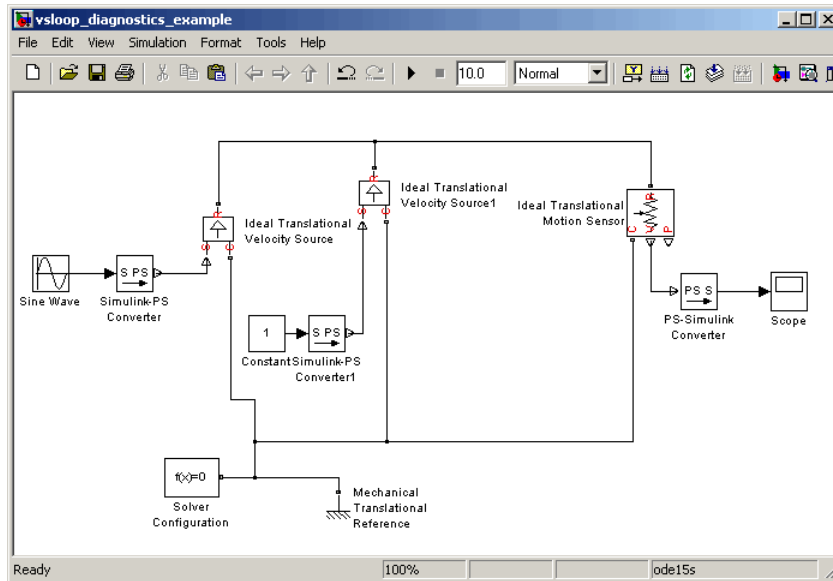 vsloop_diagnostics_example
File Edit View Simulation Format Tools Help
10.0 Normal
R
S C
Ideal Translational
Velocity Source
R
S C
Ideal Translational
Velocity Source1
Ideal Translational
Motion Sensor
R
C V P
Sine Wave
S PS
Simulink-PS
Converter
1
Constant
S PS
Simulink-PS
Converter1
PS S
PS-Simulink
Converter
Scope
f(x)=0
Solver
Configuration
Mechanical
Translational
Reference
Ready 100% ode15s